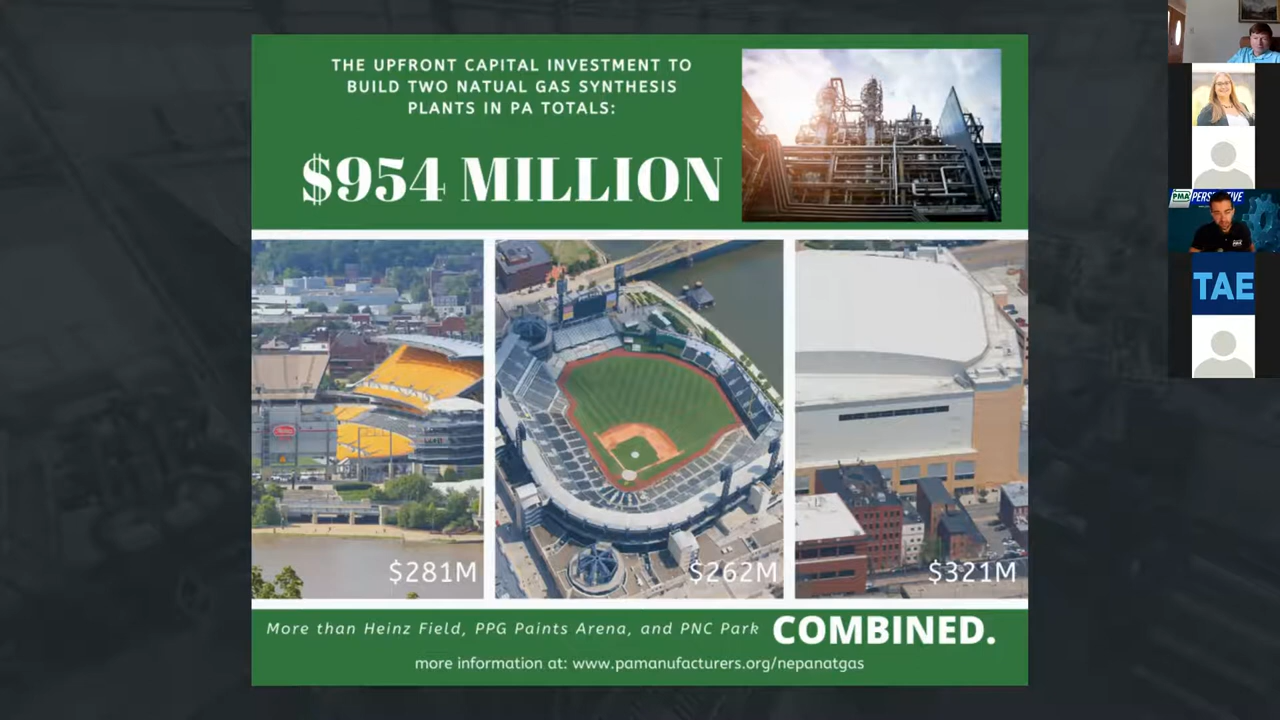 THE UPFRONT CAPITAL INVESTMENT TO
BUILD TWO NATUAL GAS SYNTHESIS
PLANTS IN PA TOTALS:
$954 MILLION
$281M
$262M
$321M
More than Heinz Field, PPG Paints Arena, and PNC Park COMBINED.
more information at: www.pamanufacturers.org/nepanatgas
PMA
TAE